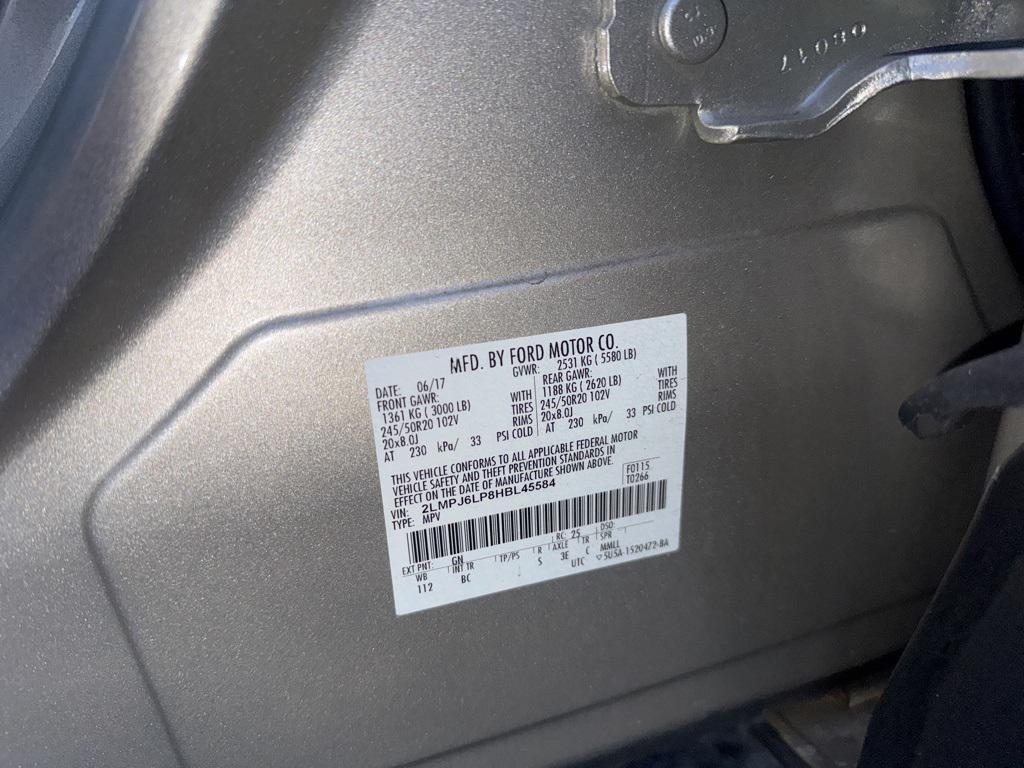 08017
MFD. BY FORD MOTOR CO.
DATE: 06/17 GVWR: 2531 KG ( 5580 LB)
FRONT GAWR: REAR GAWR:
1361 KG ( 3000 LB) WITH 1188 KG ( 2620 LB) WITH
245/50R20 102V TIRES 245/50R20 102V TIRES
20x8.0J RIMS 20x8.0J RIMS
AT 230 kPa/ 33 PSI COLD AT 230 kPa/ 33 PSI COLD
THIS VEHICLE CONFORMS TO ALL APPLICABLE FEDERAL MOTOR
VEHICLE SAFETY AND THEFT PREVENTION STANDARDS IN
EFFECT ON THE DATE OF MANUFACTURE SHOWN ABOVE.
F0115
T0266
VIN: 2LMPJ6LP8HBL45584
TYPE: MPV
EXT PNT: GN RC: 25 DSO:
WB INT TR TP/PS R AXLE TR SPR
112 BC S 3E C MMLL
UTC ▽5U5A-1520472-BA